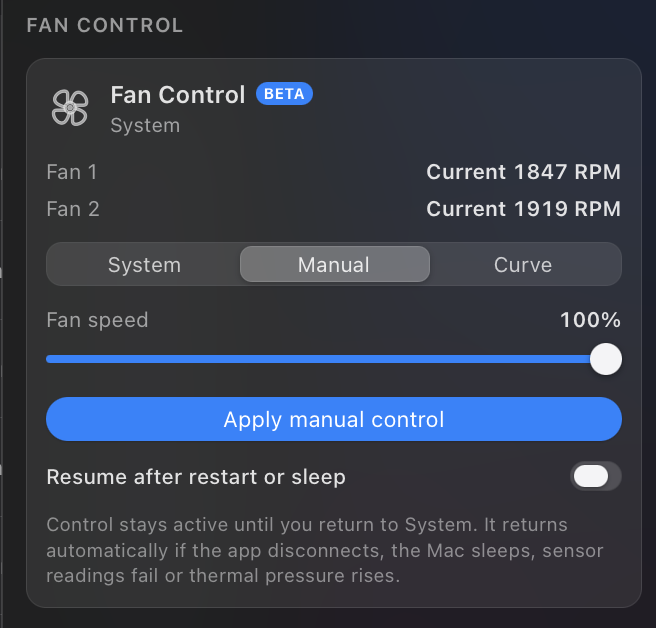 FAN CONTROL
Fan Control BETA
System
Fan 1 Current 1847 RPM
Fan 2 Current 1919 RPM
System Manual Curve
Fan speed 100%
Apply manual control
Resume after restart or sleep
Control stays active until you return to System. It returns
automatically if the app disconnects, the Mac sleeps, sensor
readings fail or thermal pressure rises.